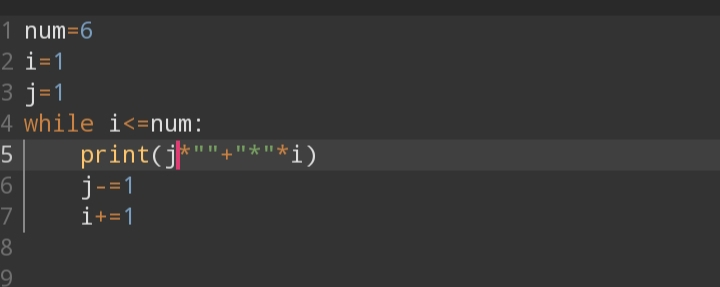 1 num=6
2 i=1
3 j=1
4 while i<=num:
5     print(j*""+"*"*i)
6     j-=1
7     i+=1
8
9